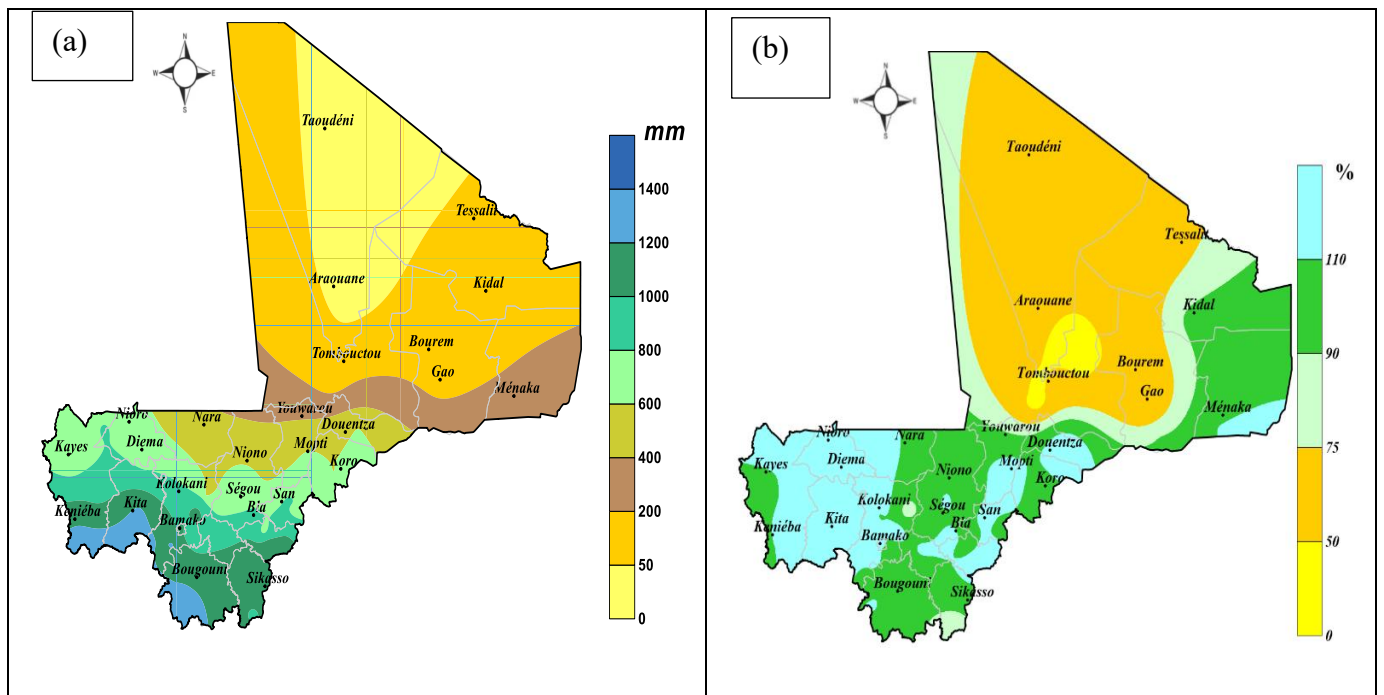 (a)
N
W E
S
Taoudéni
Tessalit
Araouane
Kidal
Tombouctou
Bourem
Gao
Ménaka
Nioro
Nara
Youwarou
Douentza
Kayes
Diema
Niono
Mopti
Koro
Kolokani
Ségou
San
Bla
Keniéba
Kita
Bamako
Bougouni
Sikasso
mm
1400
1200
1000
800
600
400
200
50
0
(b)
N
W E
S
Taoudéni
Tessalit
Araouane
Kidal
Tombouctou
Bourem
Gao
Ménaka
Nioro
Nara
Youwarou
Douentza
Kayes
Diema
Niono
Mopti
Koro
Kolokani
Ségou
San
Bla
Keniéba
Kita
Bamako
Bougouni
Sikasso
%
110
90
75
50
0